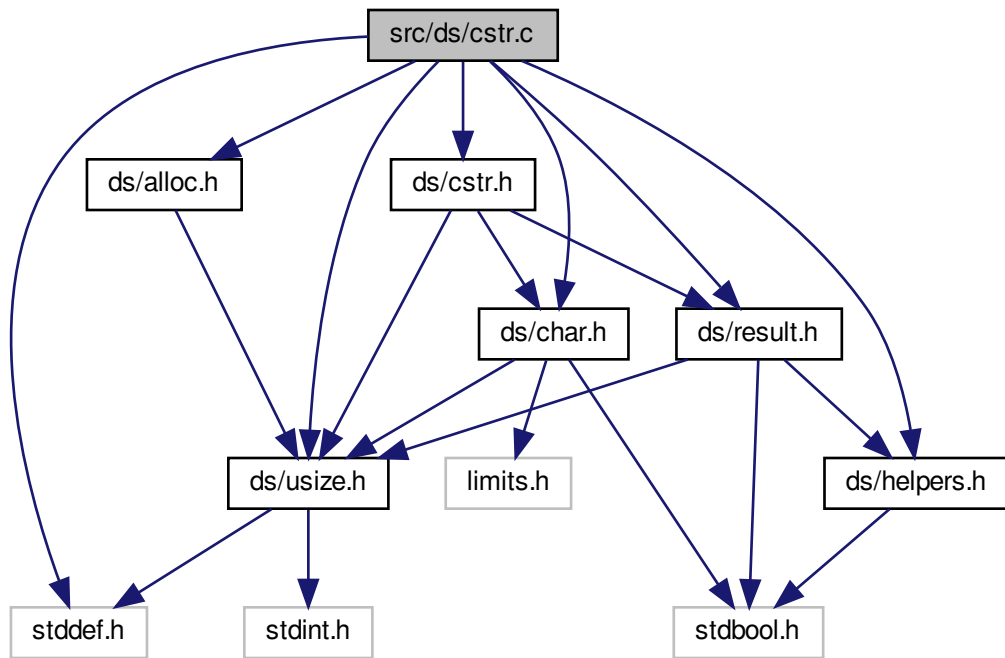 src/ds/cstr.c
ds/alloc.h
ds/cstr.h
ds/char.h
ds/result.h
ds/usize.h
limits.h
ds/helpers.h
stddef.h
stdint.h
stdbool.h